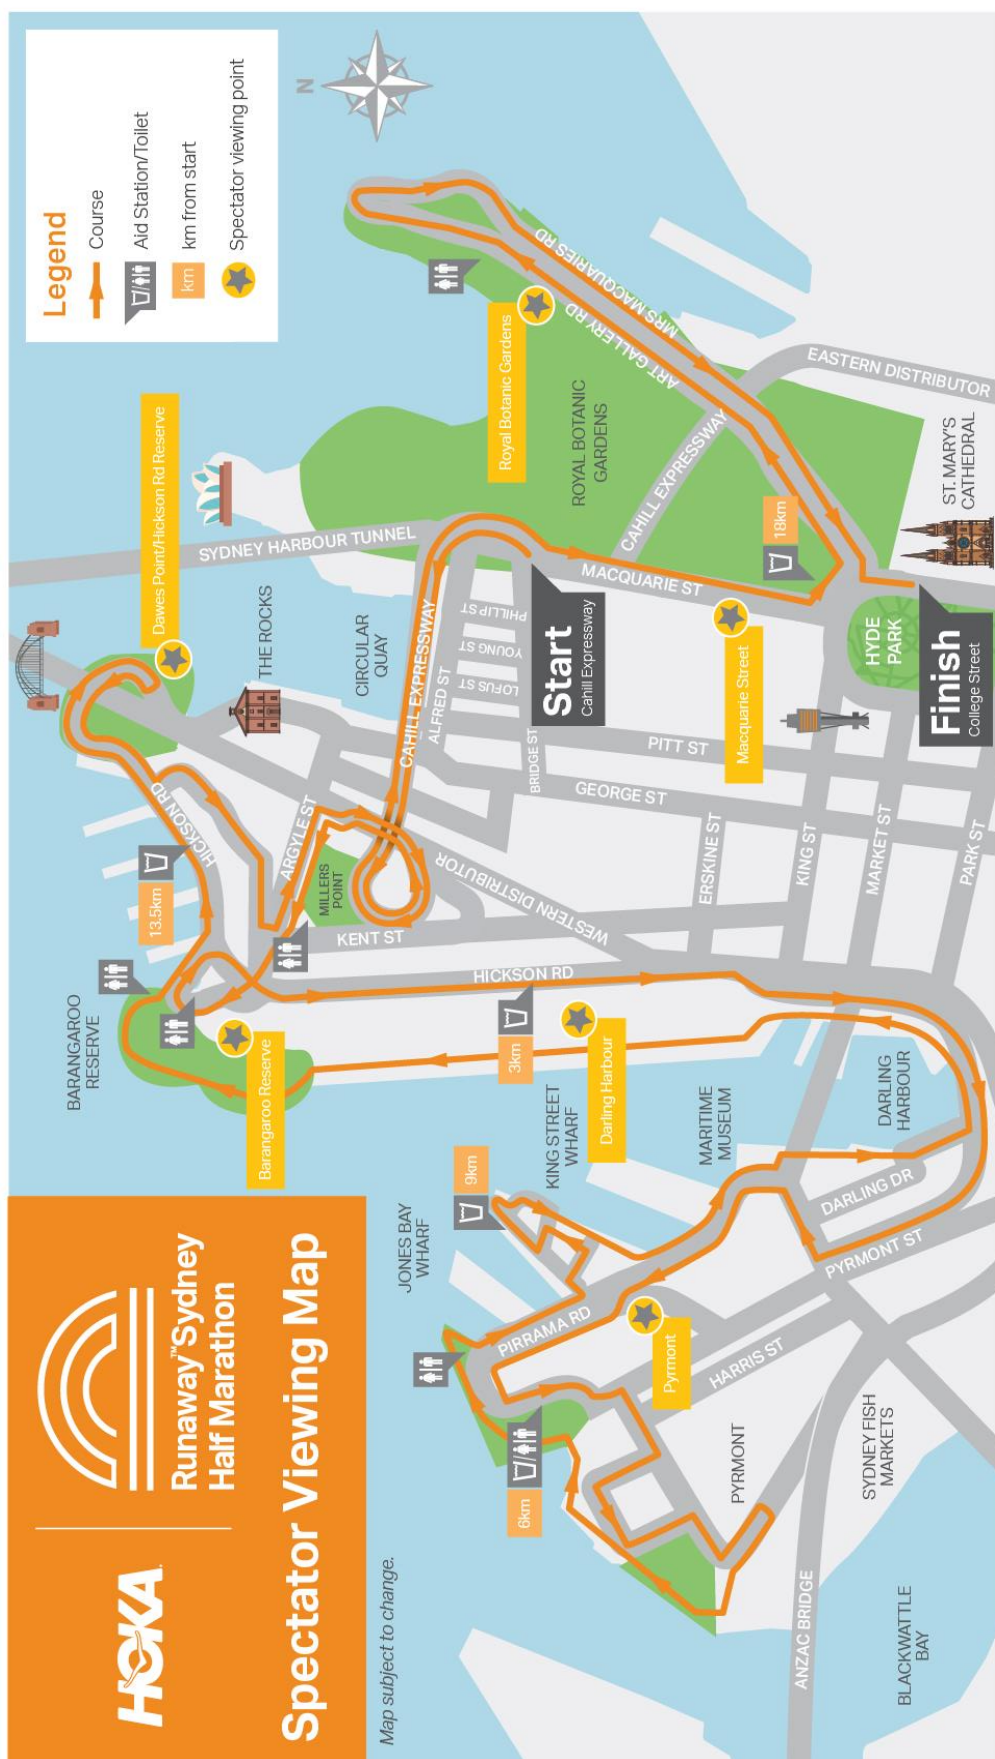 HOKA
Runaway™Sydney
Half Marathon
Spectator Viewing Map
Map subject to change.
Legend
Course
Aid Station/Toilet
km
km from start
Spectator viewing point
N
BARANGAROO
RESERVE
13.5km
HICKSON RD
Dawes Point/Hickson Rd Reserve
THE ROCKS
SYDNEY HARBOUR TUNNEL
Barangaroo Reserve
ARGYLE ST
MILLERS
POINT
CIRCULAR
QUAY
CAHILL EXPRESSWAY
ALFRED ST
KENT ST
LOFUS ST
YOUNG ST
PHILLIP ST
BRIDGE ST
Start
Cahill Expressway
Royal Botanic Gardens
ROYAL BOTANIC
GARDENS
ART GALLERY RD
MRS MACQUARIES RD
CAHILL EXPRESSWAY
EASTERN DISTRIBUTOR
MACQUARIE ST
18km
Macquarie Street
JONES BAY
WHARF
9km
3km
HICKSON RD
WESTERN DISTRIBUTOR
KING STREET
WHARF
Darling Harbour
PITT ST
GEORGE ST
ERSKINE ST
KING ST
MARKET ST
PARK ST
HYDE
PARK
ST. MARY'S
CATHEDRAL
Finish
College Street
6km
PIRRAMA RD
Pyrmont
MARITIME
MUSEUM
HARRIS ST
PYRMONT
DARLING DR
DARLING
HARBOUR
PYRMONT ST
SYDNEY FISH
MARKETS
ANZAC BRIDGE
BLACKWATTLE
BAY